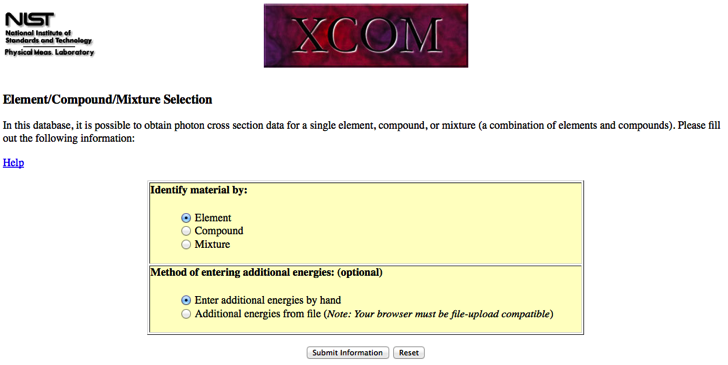 NIST
National Institute of
Standards and Technology
Physical Meas. Laboratory
XCOM
Element/Compound/Mixture Selection
In this database, it is possible to obtain photon cross section data for a single element, compound, or mixture (a combination of elements and compounds). Please fill
out the following information:
Help
Identify material by:
Element
Compound
Mixture
Method of entering additional energies: (optional)
Enter additional energies by hand
Additional energies from file (Note: Your browser must be file-upload compatible)
Submit Information Reset